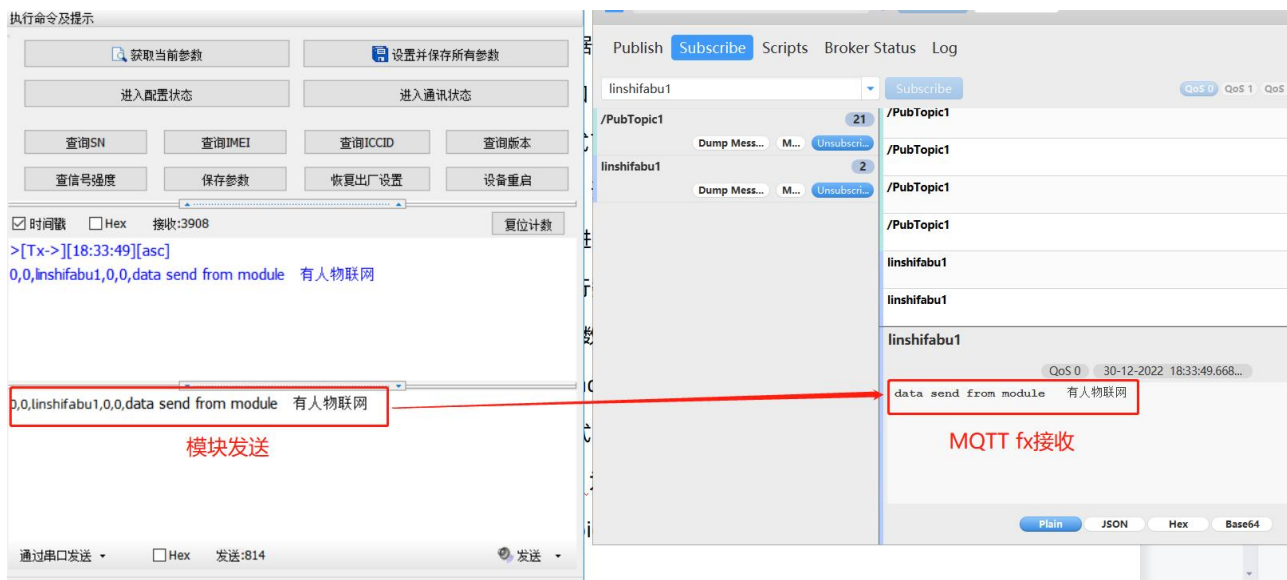 执行命令及提示
获取当前参数
设置并保存所有参数
进入配置状态
进入通讯状态
查询SN
查询IMEI
查询ICCID
查询版本
查信号强度
保存参数
恢复出厂设置
设备重启
时间戳
Hex
接收:3908
复位计数
>[Tx->][18:33:49][asc]
0,0,linshifabu1,0,0,data send from module 有人物联网
0,0,linshifabu1,0,0,data send from module 有人物联网
模块发送
通过串口发送
Hex
发送:814
发送
Publish
Subscribe
Scripts
Broker Status
Log
linshifabu1
Subscribe
QoS 0
QoS 1
QoS
/PubTopic1
21
Dump Mess...
M...
Unsubscri...
linshifabu1
2
Dump Mess...
M...
Unsubscri...
/PubTopic1
/PubTopic1
/PubTopic1
/PubTopic1
linshifabu1
linshifabu1
linshifabu1
QoS 0
30-12-2022 18:33:49.668...
data send from module 有人物联网
MQTT fx接收
Plain
JSON
Hex
Base64